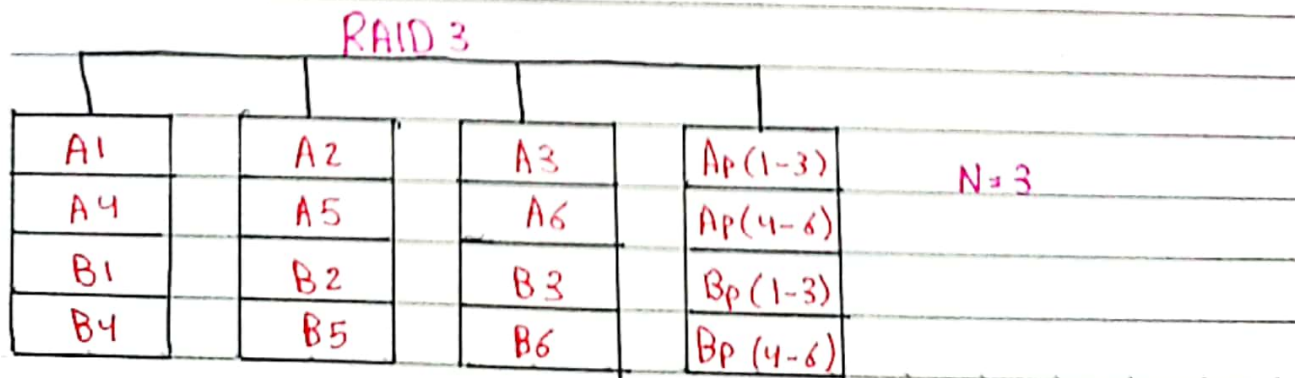 RAID 3
A1 A2 A3 Ap(1-3)
N=3
A4 A5 A6 Ap(4-6)
B1 B2 B3 Bp(1-3)
B4 B5 B6 Bp(4-6)